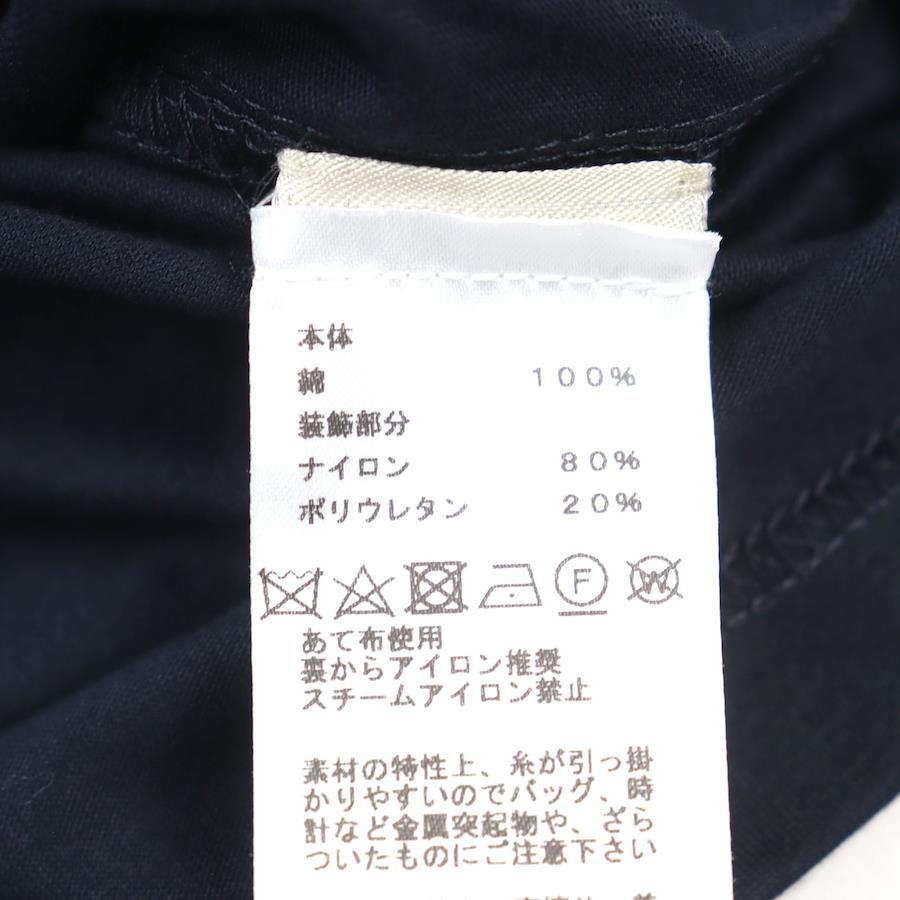 本体
綿 100%
装飾部分
ナイロン 80%
ポリウレタン 20%
F W
あて布使用
裏からアイロン推奨
スチームアイロン禁止
素材の特性上、糸が引っ掛
かりやすいのでバッグ、時
計など金属突起物や、ざら
ついたものにご注意下さい